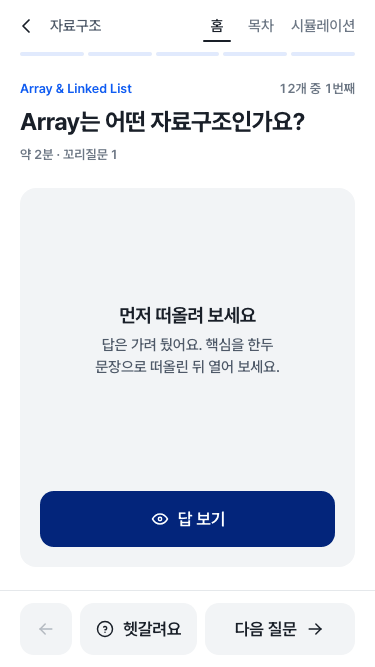 자료구조
홈
목차
시뮬레이션
Array & Linked List
12개 중 1번째
Array는 어떤 자료구조인가요?
약 2분 · 꼬리질문 1
먼저 떠올려 보세요
답은 가려 뒀어요. 핵심을 한두
문장으로 떠올린 뒤 열어 보세요.
답 보기
헷갈려요
다음 질문